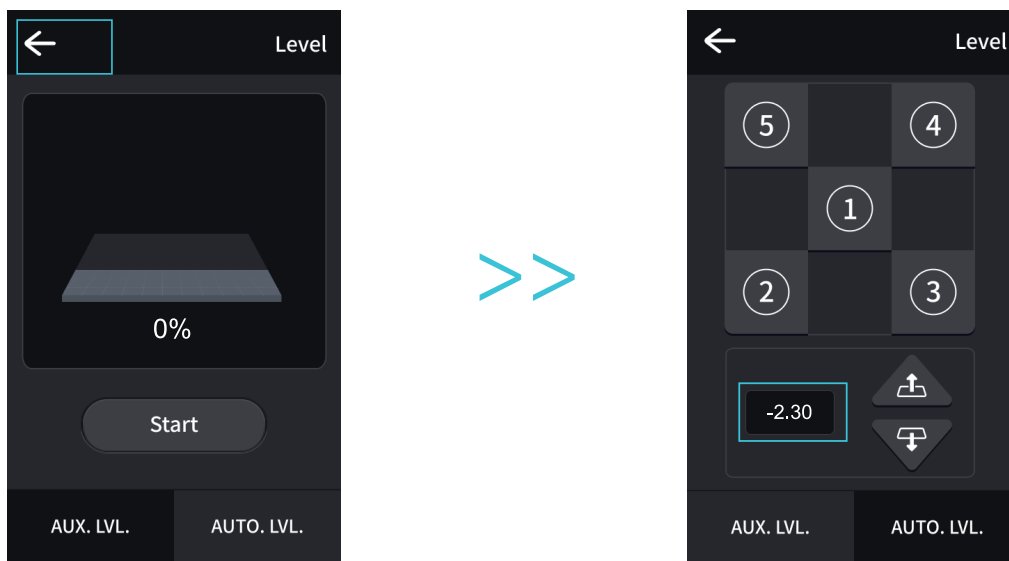 Level
0%
Start
AUX. LVL.
AUTO. LVL.
>>
Level
5
4
1
2
3
-2.30
AUX. LVL.
AUTO. LVL.